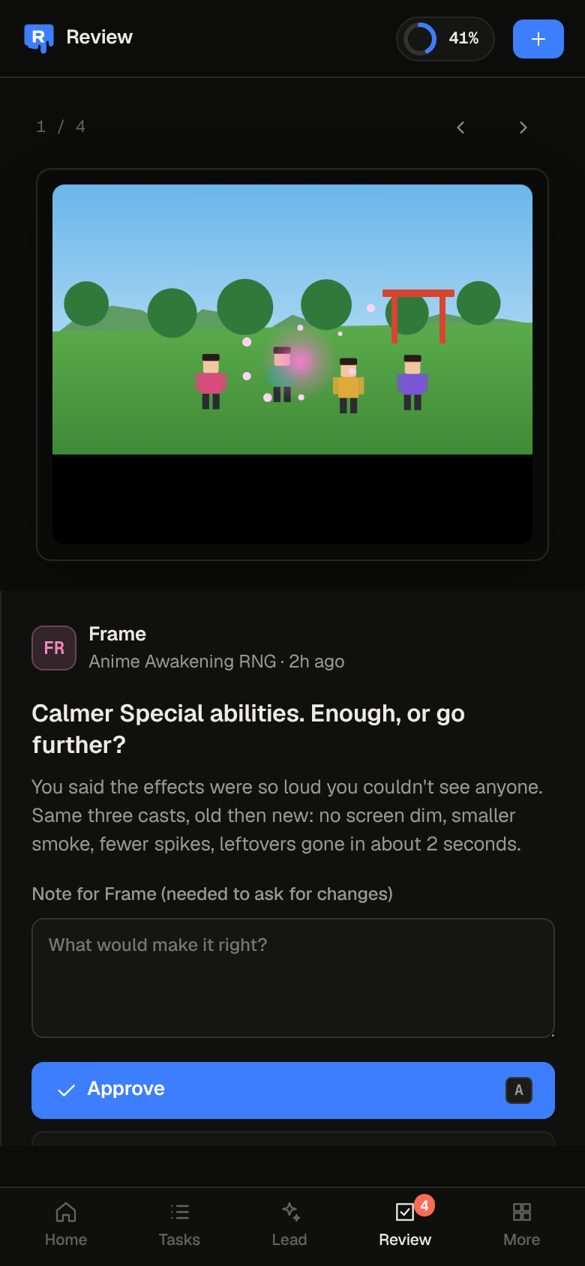 R Review
41%
1 / 4
FR
Frame
Anime Awakening RNG · 2h ago
Calmer Special abilities. Enough, or go
further?
You said the effects were so loud you couldn't see anyone.
Same three casts, old then new: no screen dim, smaller
smoke, fewer spikes, leftovers gone in about 2 seconds.
Note for Frame (needed to ask for changes)
What would make it right?
Approve
A
4
Home
Tasks
Lead
Review
More